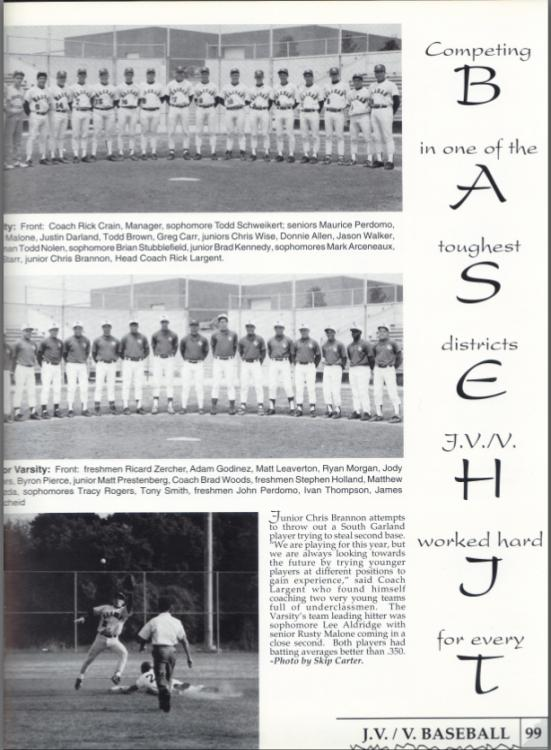 ty: Front: Coach Rick Crain, Manager, sophomore Todd Schweikert; seniors Maurice Perdomo,
Malone, Justin Darland, Todd Brown, Greg Carr, juniors Chris Wise, Donnie Allen, Jason Walker,
man Todd Nolen, sophomore Brian Stubblefield, junior Brad Kennedy, sophomores Mark Arceneaux,
Starr, junior Chris Brannon, Head Coach Rick Largent.
or Varsity: Front: freshmen Ricard Zercher, Adam Godinez, Matt Leaverton, Ryan Morgan, Jody
rs, Byron Pierce, junior Matt Prestenberg, Coach Brad Woods, freshmen Stephen Holland, Matthew
eda, sophomores Tracy Rogers, Tony Smith, freshmen John Perdomo, Ivan Thompson, James
cheid
Junior Chris Brannon attempts
to throw out a South Garland
player trying to steal second base.
"We are playing for this year, but
we are always looking towards
the future by trying younger
players at different positions to
gain experience," said Coach
Largent who found himself
coaching two very young teams
full of underclassmen. The
Varsity's team leading hitter was
sophomore Lee Aldridge with
senior Rusty Malone coming in a
close second. Both players had
batting averages better than .350.
-Photo by Skip Carter.
Competing
B
in one of the
A
toughest
S
districts
E
J.V./V.
H
worked hard
I
for every
T
J.V. / V. BASEBALL 99